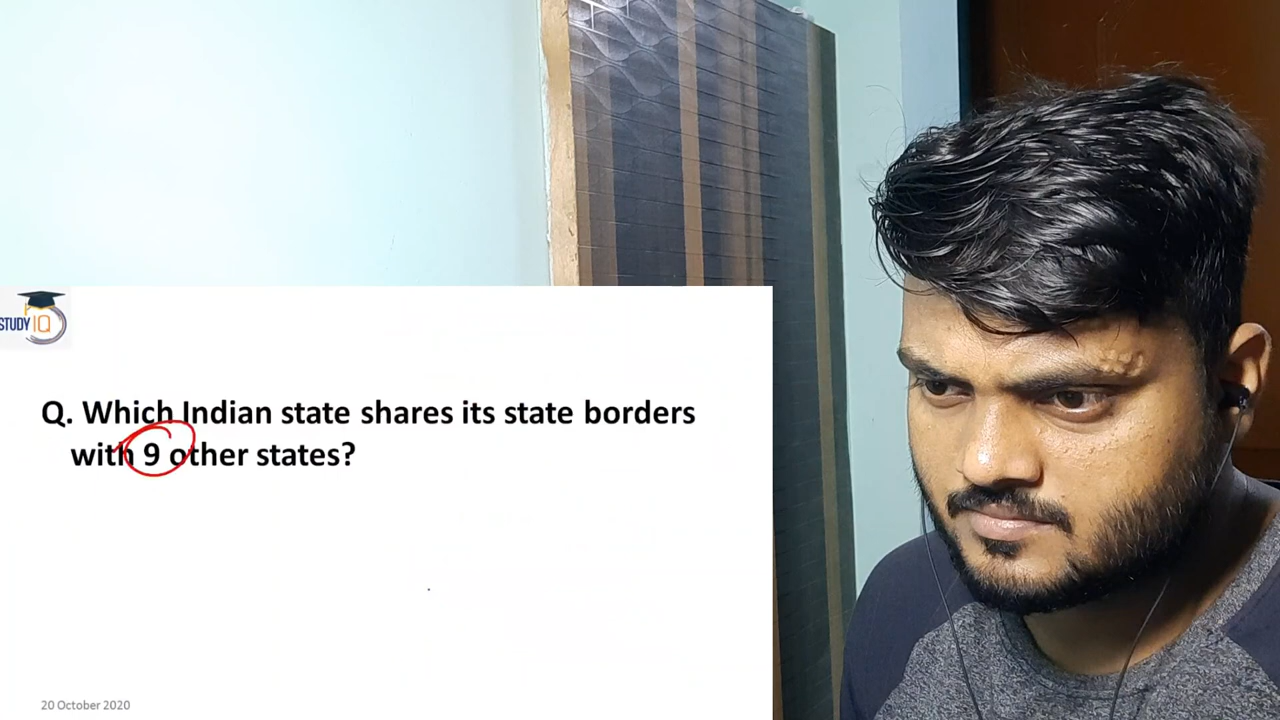 STUDY IQ
Q. Which Indian state shares its state borders
with 9 other states?
20 October 2020